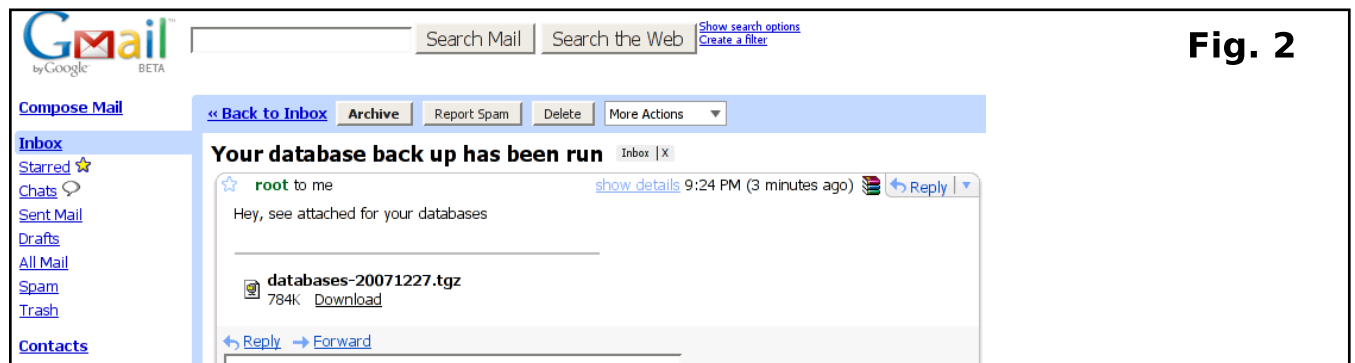 Gmail™
by Google BETA
Search Mail Search the Web Show search options
Create a filter
Fig. 2
Compose Mail
Inbox
Starred
Chats
Sent Mail
Drafts
All Mail
Spam
Trash
Contacts
‹‹ Back to Inbox Archive Report Spam Delete More Actions
Your database back up has been run Inbox | X
root to me show details 9:24 PM (3 minutes ago) Reply
Hey, see attached for your databases
databases-20071227.tgz
784K Download
Reply Forward